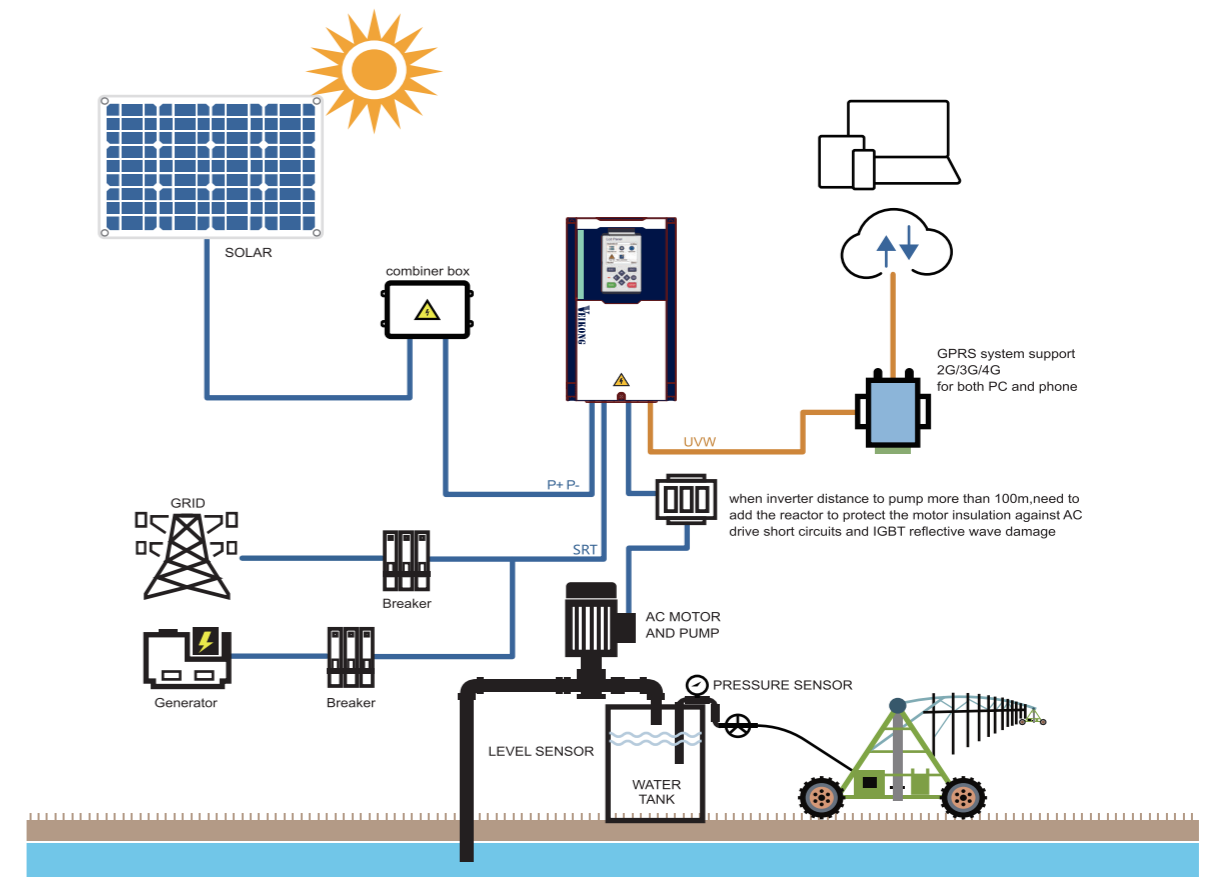 SOLAR
combiner box
VEIKONG
GPRS system support
2G/3G/4G
for both PC and phone
UVW
P+ P-
when inverter distance to pump more than 100m,need to
add the reactor to protect the motor insulation against AC
drive short circuits and IGBT reflective wave damage
GRID
SRT
Breaker
AC MOTOR
AND PUMP
Generator
Breaker
PRESSURE SENSOR
LEVEL SENSOR
WATER
TANK